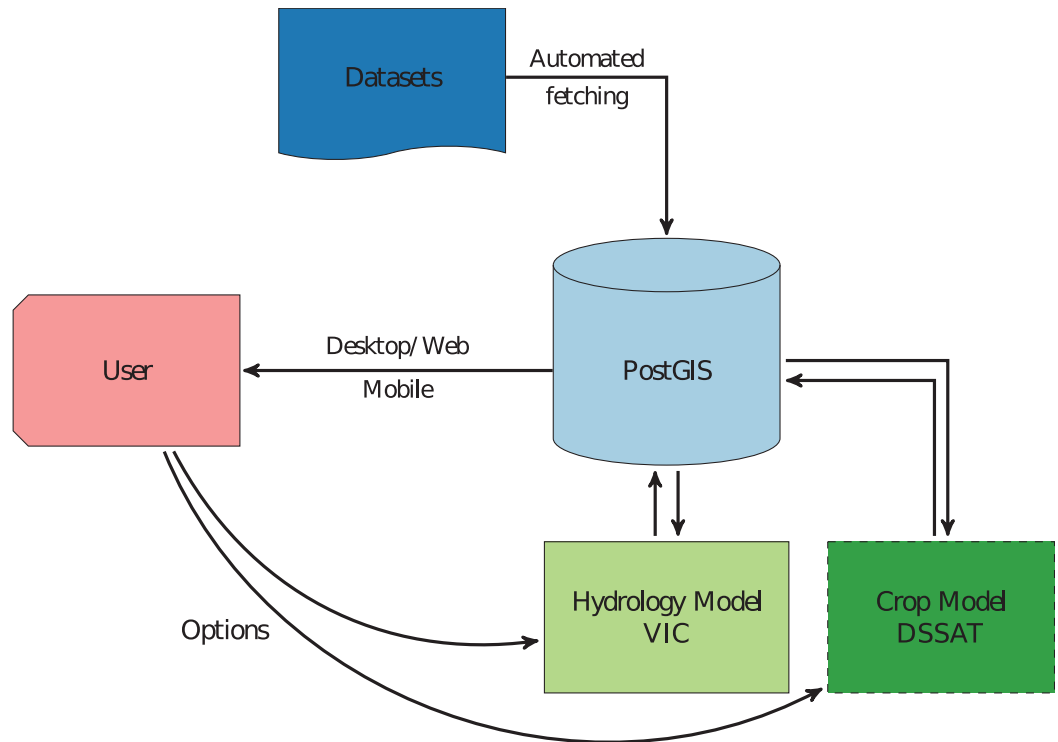 Datasets
Automated
fetching
User
Desktop/Web
Mobile
PostGIS
Hydrology Model
VIC
Crop Model
DSSAT
Options